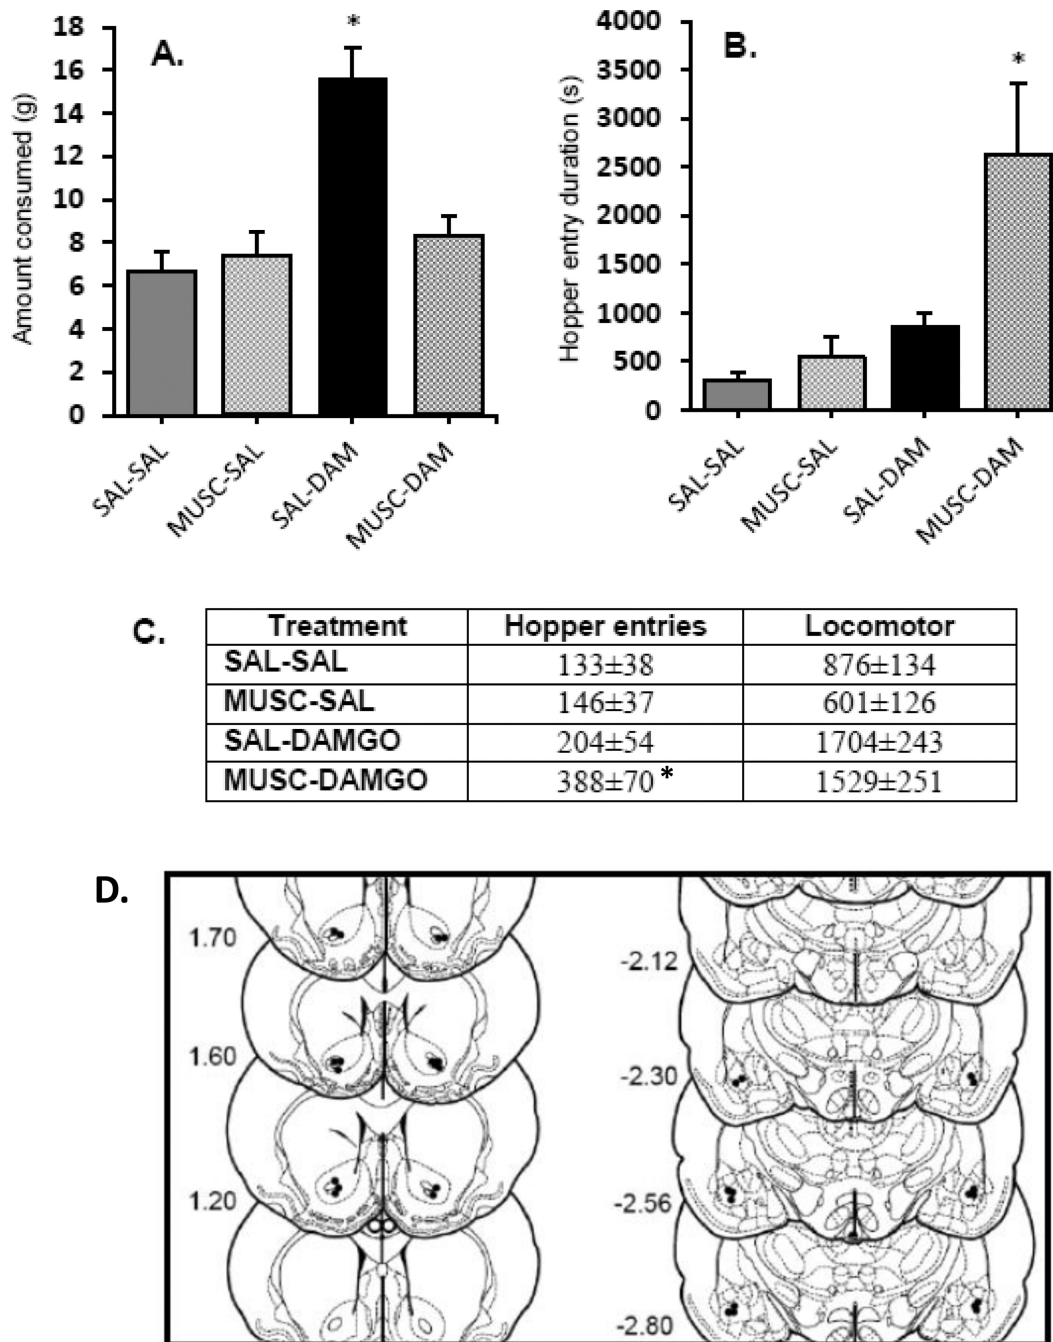 A.
*
Amount consumed (g)
18
16
14
12
10
8
6
4
2
0
SAL-SAL
MUSC-SAL
SAL-DAM
MUSC-DAM
B.
*
Hopper entry duration (s)
4000
3500
3000
2500
2000
1500
1000
500
0
SAL-SAL
MUSC-SAL
SAL-DAM
MUSC-DAM
C.
Treatment Hopper entries Locomotor
SAL-SAL 133±38 876±134
MUSC-SAL 146±37 601±126
SAL-DAMGO 204±54 1704±243
MUSC-DAMGO 388±70 * 1529±251
D.
1.70
1.60
1.20
-2.12
-2.30
-2.56
-2.80